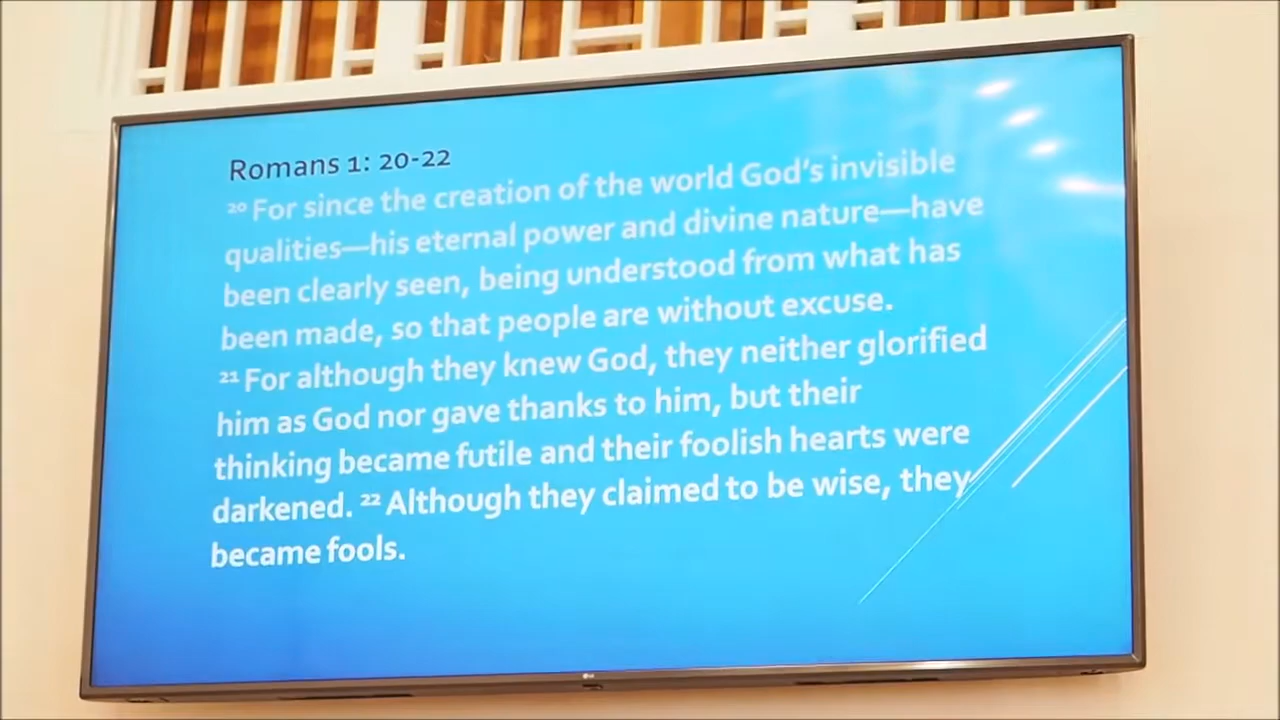 Romans 1: 20-22
²⁰ For since the creation of the world God's invisible
qualities—his eternal power and divine nature—have
been clearly seen, being understood from what has
been made, so that people are without excuse.
²¹ For although they knew God, they neither glorified
him as God nor gave thanks to him, but their
thinking became futile and their foolish hearts were
darkened. ²² Although they claimed to be wise, they
became fools.
LG